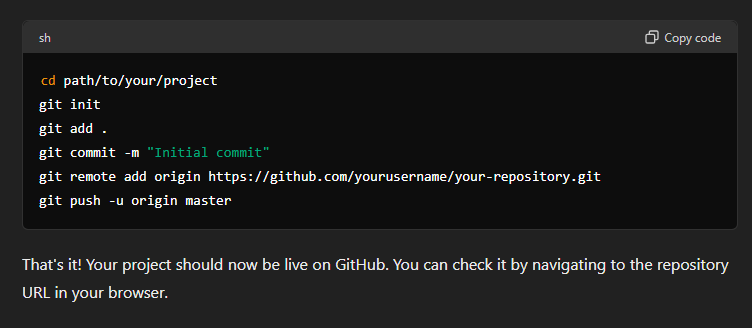 sh
Copy code
cd path/to/your/project
git init
git add .
git commit -m "Initial commit"
git remote add origin https://github.com/yourusername/your-repository.git
git push -u origin master
That's it! Your project should now be live on GitHub. You can check it by navigating to the repository
URL in your browser.